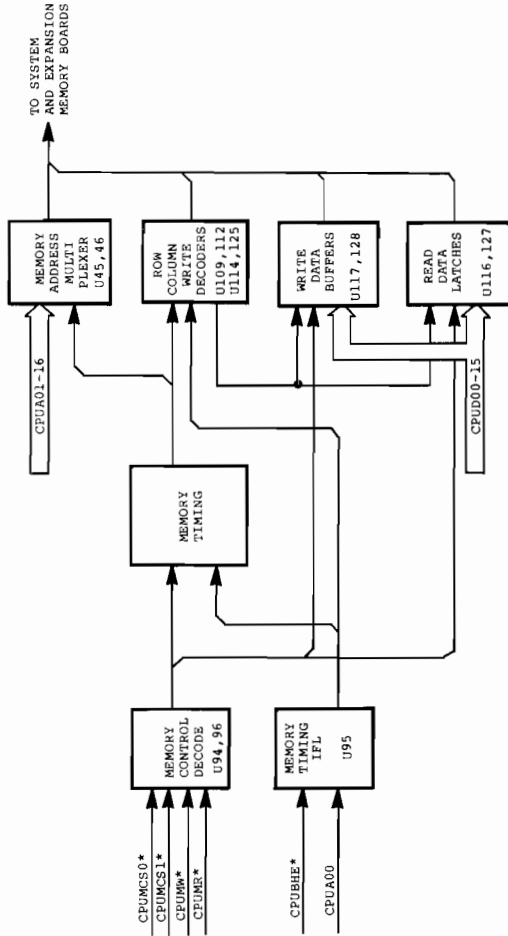 CPUMCS0*
CPUMCS1*
CPUMW*
CPUMR*
MEMORY
CONTROL
DECODE
U94,96
CPUBHE*
CPUA00
MEMORY
TIMING
IFL
U95
MEMORY
TIMING
CPUA01-16
MEMORY
ADDRESS
MULTI
PLEXER
U45,46
ROW
COLUMN
WRITE
DECODERS
U109,112
U114,125
WRITE
DATA
BUFFERS
U117,128
READ
DATA
LATCHES
U116,127
CPUD00-15
TO SYSTEM
AND EXPANSION
MEMORY BOARDS